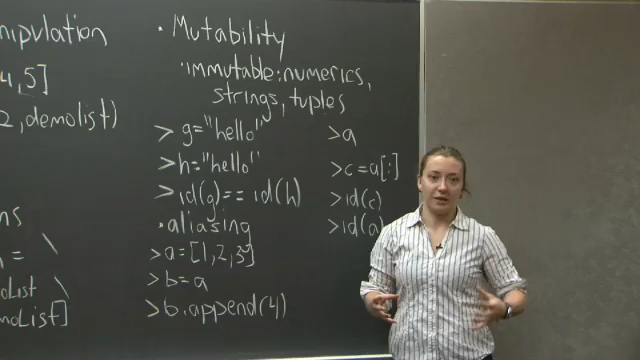 nipulation
4,5]
2,demolist)
ns
n = \
oList \
moList]
• Mutability
• immutable: numerics,
strings, tuples
> g="hello"
> h="hello"
> id(g)== id(h)
• aliasing
> a=[1,2,3]
> b=a
> b.append(4)
> a
> c=a[:]
> id(c)
> id(a)